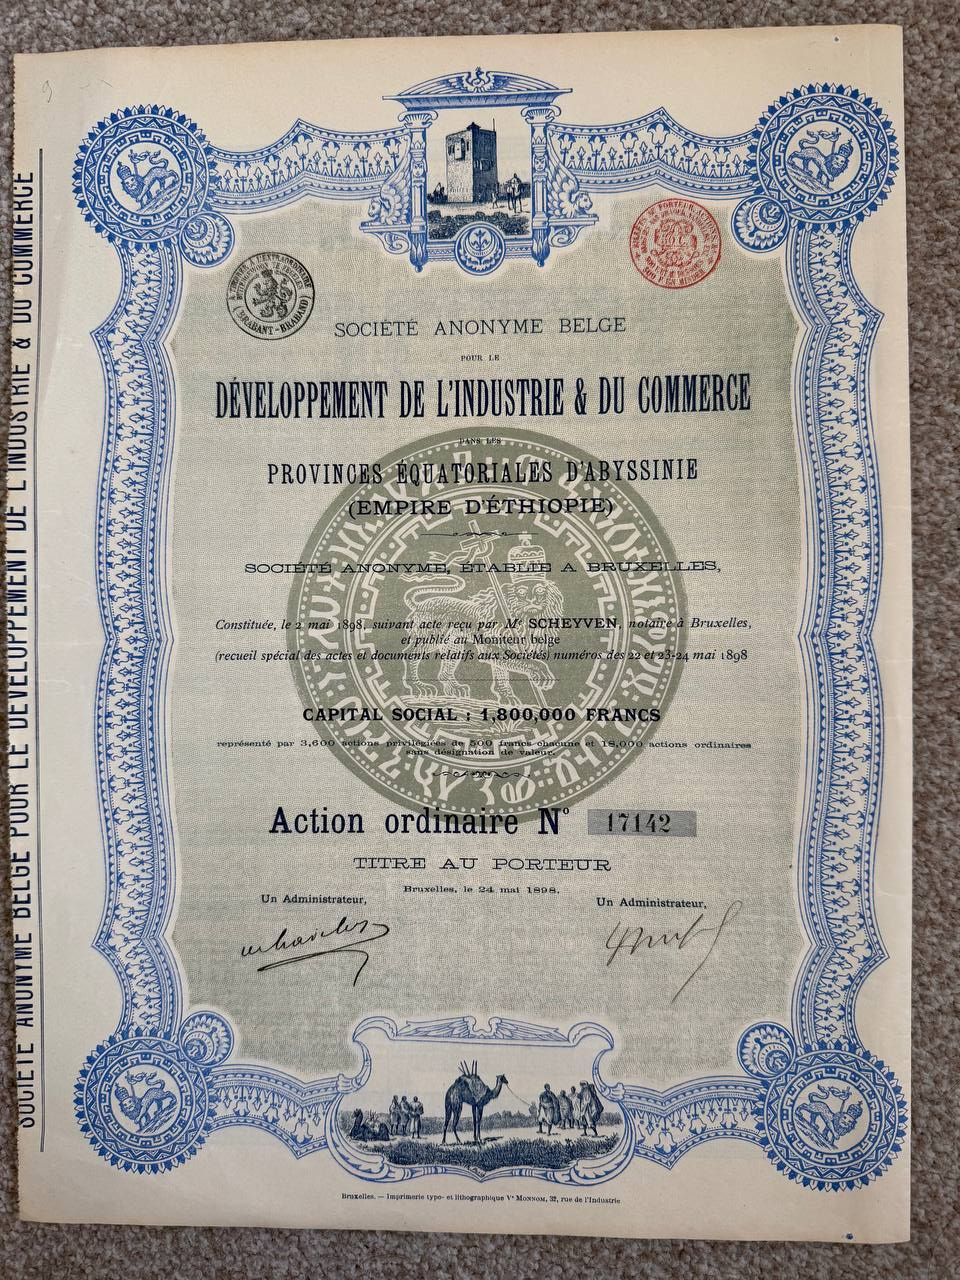 SOCIÉTÉ ANONYME BELGE POUR LE DÉVELOPPEMENT DE L'INDUSTRIE & DU COMMERCE
SOCIÉTÉ ANONYME BELGE
POUR LE
DÉVELOPPEMENT DE L'INDUSTRIE & DU COMMERCE
DANS LES
PROVINCES ÉQUATORIALES D'ABYSSINIE
(EMPIRE D'ÉTHIOPIE)
SOCIÉTÉ ANONYME, ÉTABLIE A BRUXELLES,
Constituée, le 2 mai 1898, suivant acte reçu par Me SCHEYVEN, notaire à Bruxelles,
et publié au Moniteur belge
(recueil spécial des actes et documents relatifs aux Sociétés) numéros des 22 et 23-24 mai 1898
CAPITAL SOCIAL : 1,800,000 FRANCS
représenté par 3,600 actions privilégiées de 500 francs chacune et 18,000 actions ordinaires
sans désignation de valeur.
Action ordinaire No 17142
TITRE AU PORTEUR
Bruxelles, le 24 mai 1898.
Un Administrateur,
Un Administrateur,
BRABANT-BRABAND
Bruxelles. — Imprimerie typo- et lithographique Ve MONNOM, 32, rue de l'Industrie